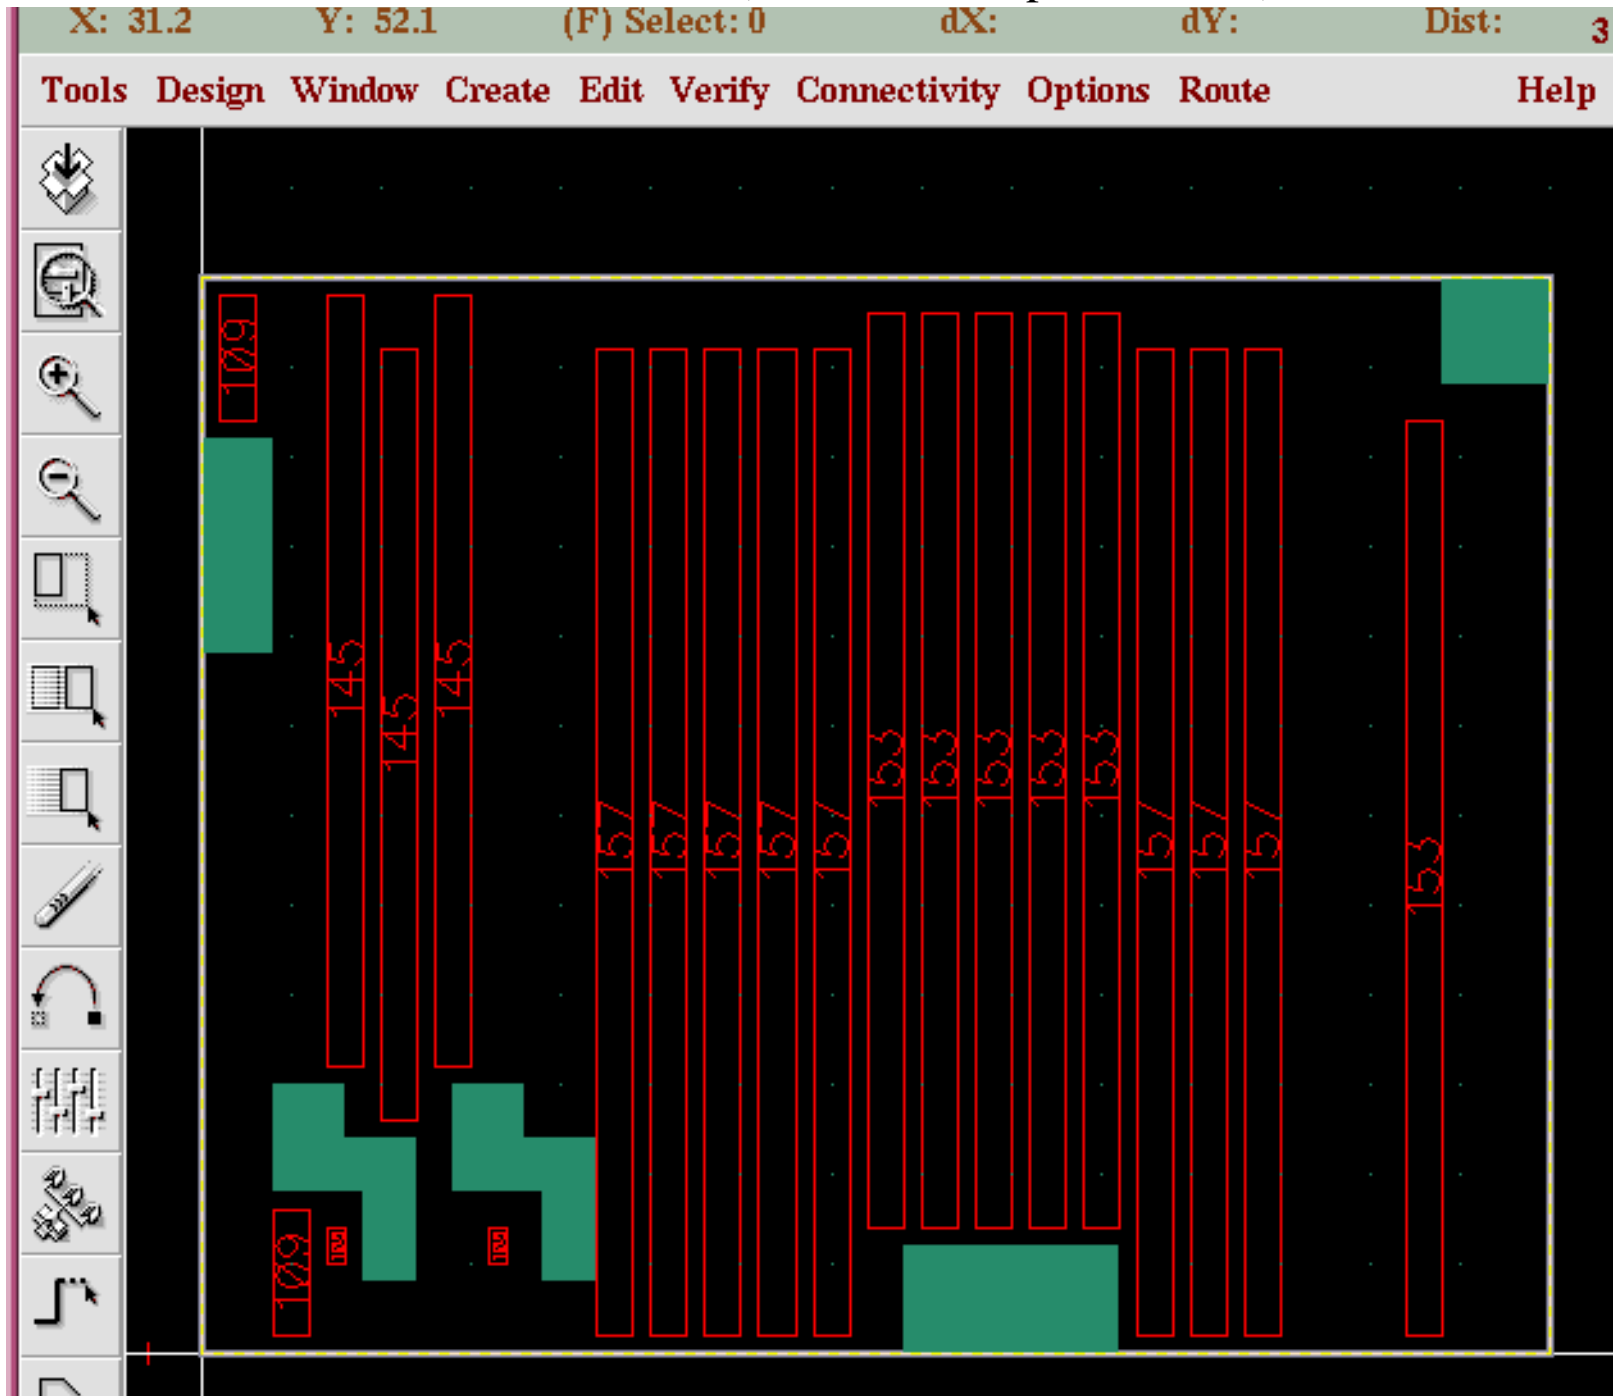 X: 31.2 Y: 52.1 (F) Select: 0 dX: dY: Dist: 3
Tools Design Window Create Edit Verify Connectivity Options Route Help
109
145 145 145
157 157 157 157 157
153 153 153 153 153
157 157 157
153
109